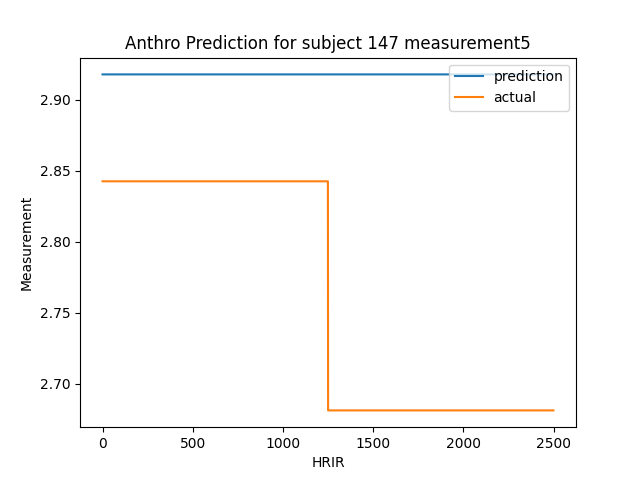 Anthro Prediction for subject 147 measurement5
prediction
actual
2.90
2.85
2.80
2.75
2.70
Measurement
0 500 1000 1500 2000 2500
HRIR